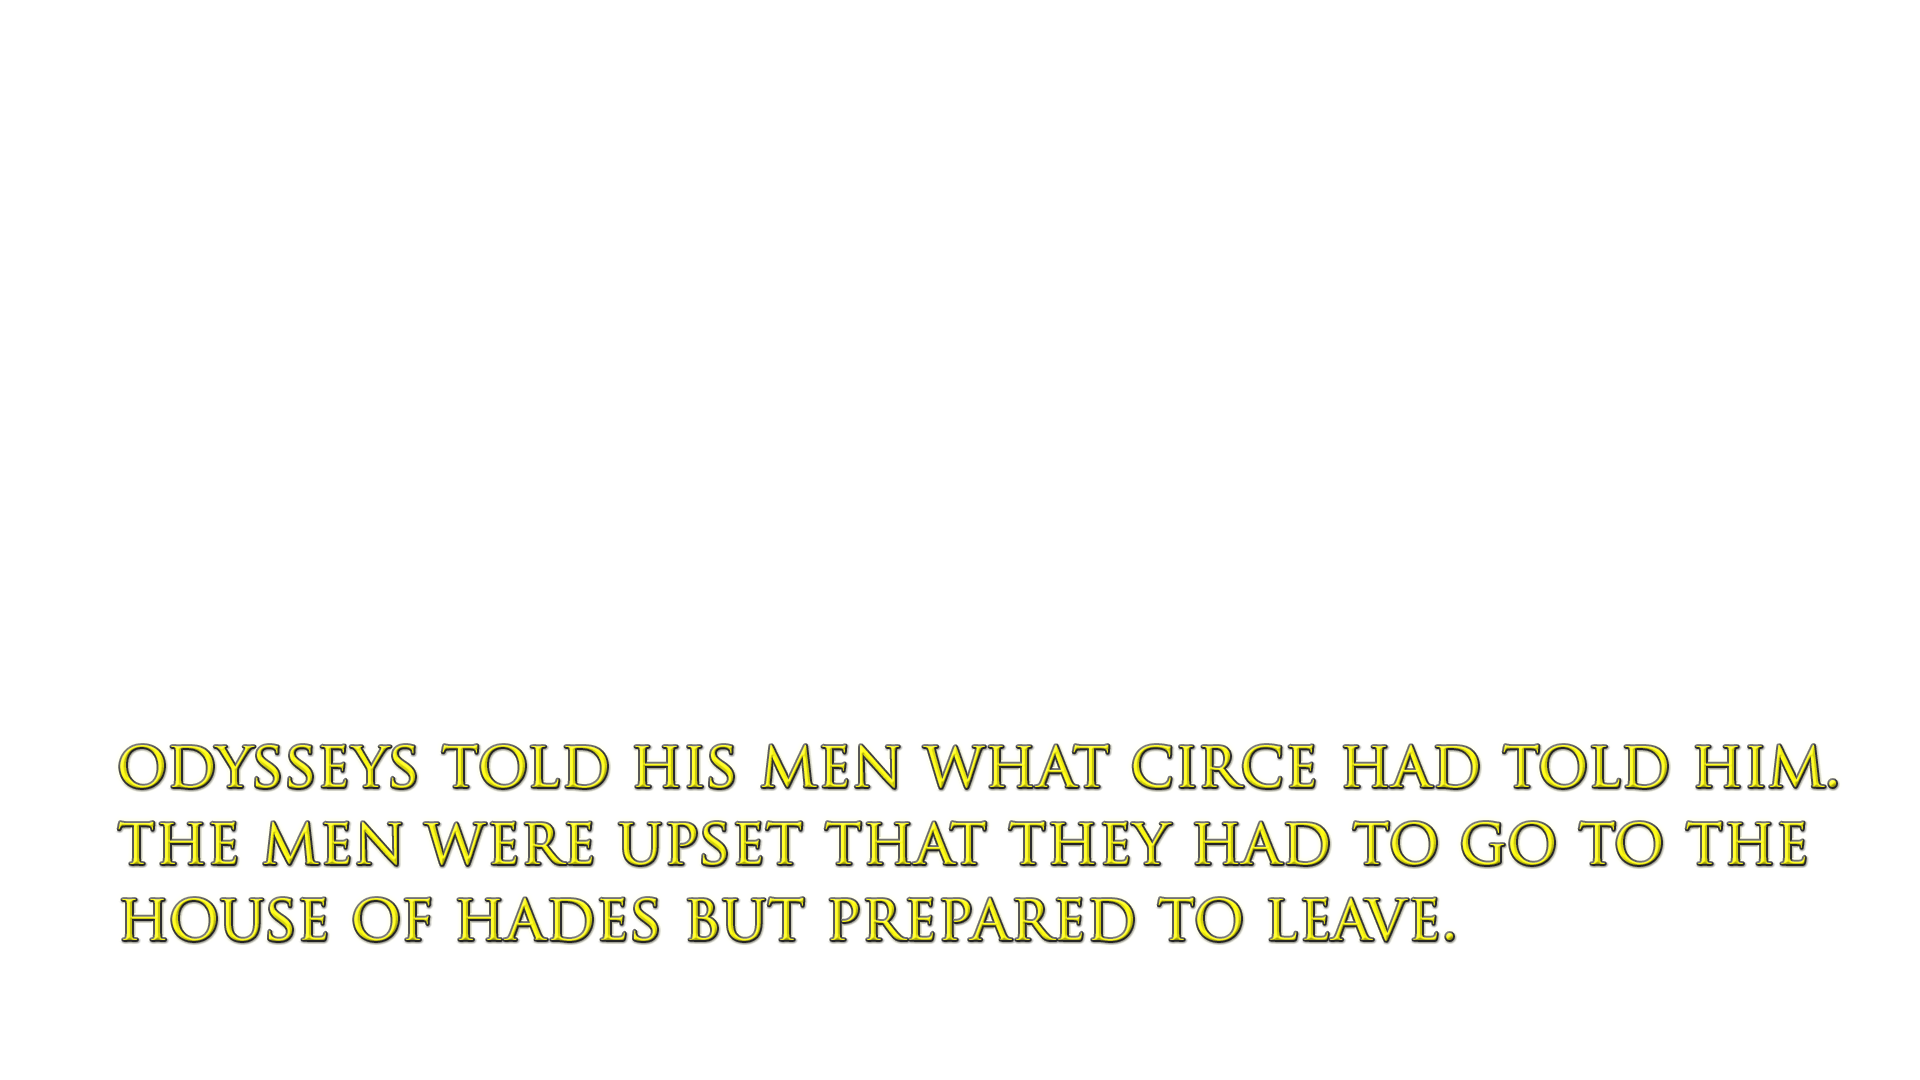 ODYSSEYS TOLD HIS MEN WHAT CIRCE HAD TOLD HIM.
THE MEN WERE UPSET THAT THEY HAD TO GO TO THE
HOUSE OF HADES BUT PREPARED TO LEAVE.